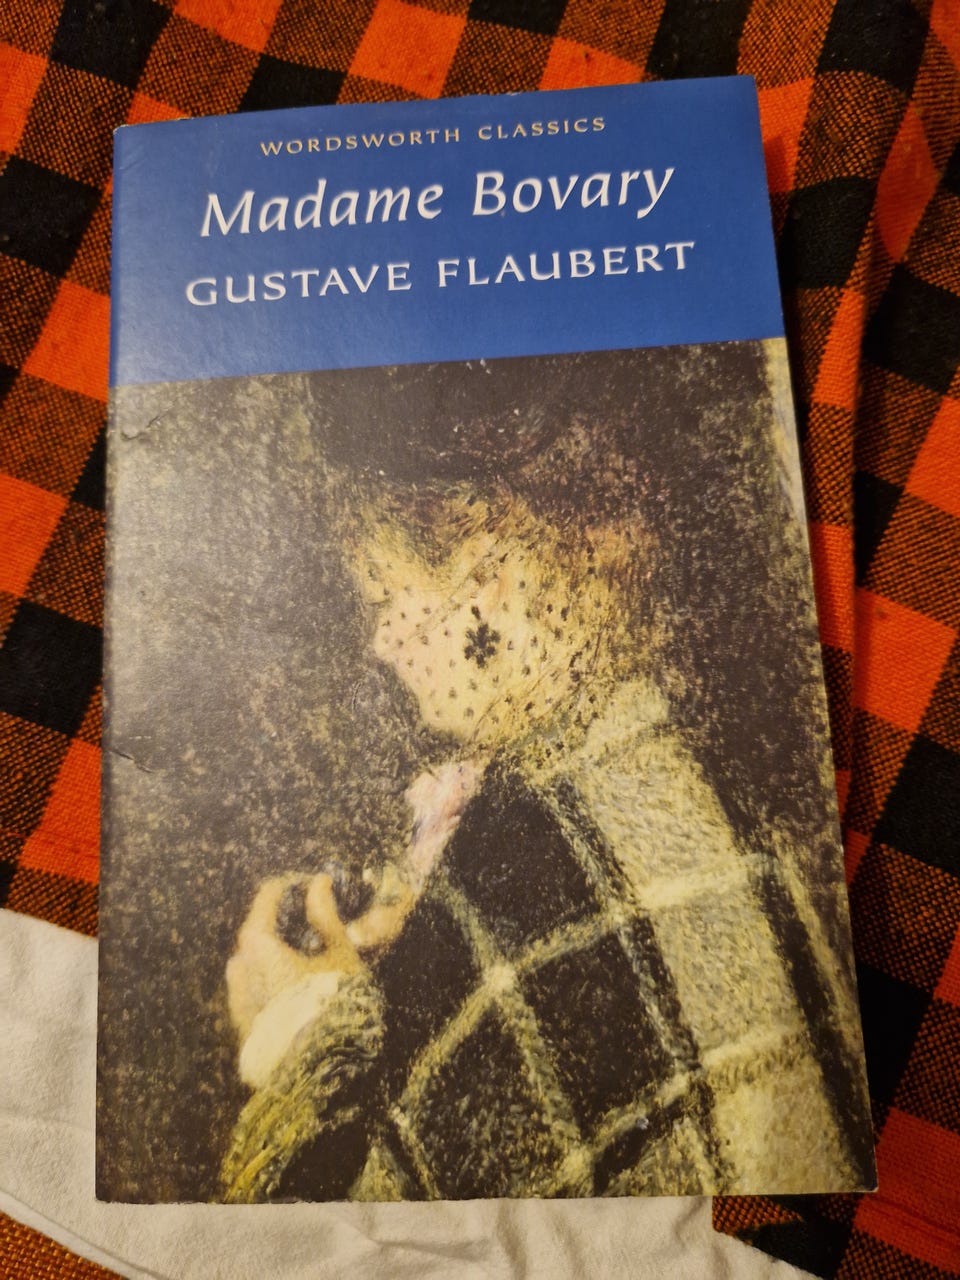 WORDSWORTH CLASSICS
Madame Bovary
GUSTAVE FLAUBERT